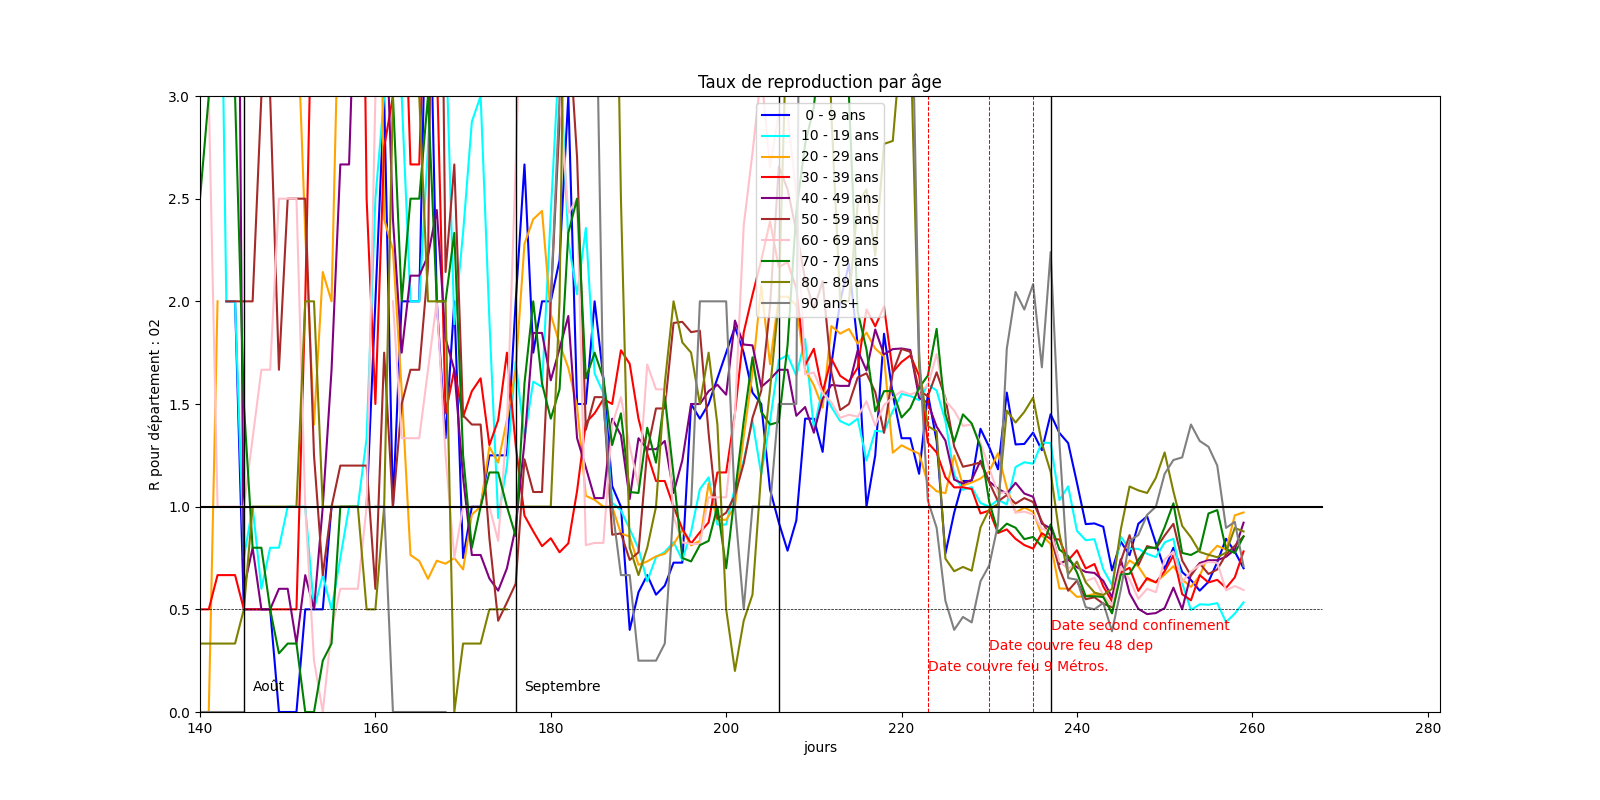 Taux de reproduction par âge
R pour département : 02
3.0
2.5
2.0
1.5
1.0
0.5
0.0
0 - 9 ans
10 - 19 ans
20 - 29 ans
30 - 39 ans
40 - 49 ans
50 - 59 ans
60 - 69 ans
70 - 79 ans
80 - 89 ans
90 ans+
Date second confinement
Date couvre feu 48 dep
Date couvre feu 9 Métros.
Août
Septembre
140 160 180 200 220 240 260 280
jours